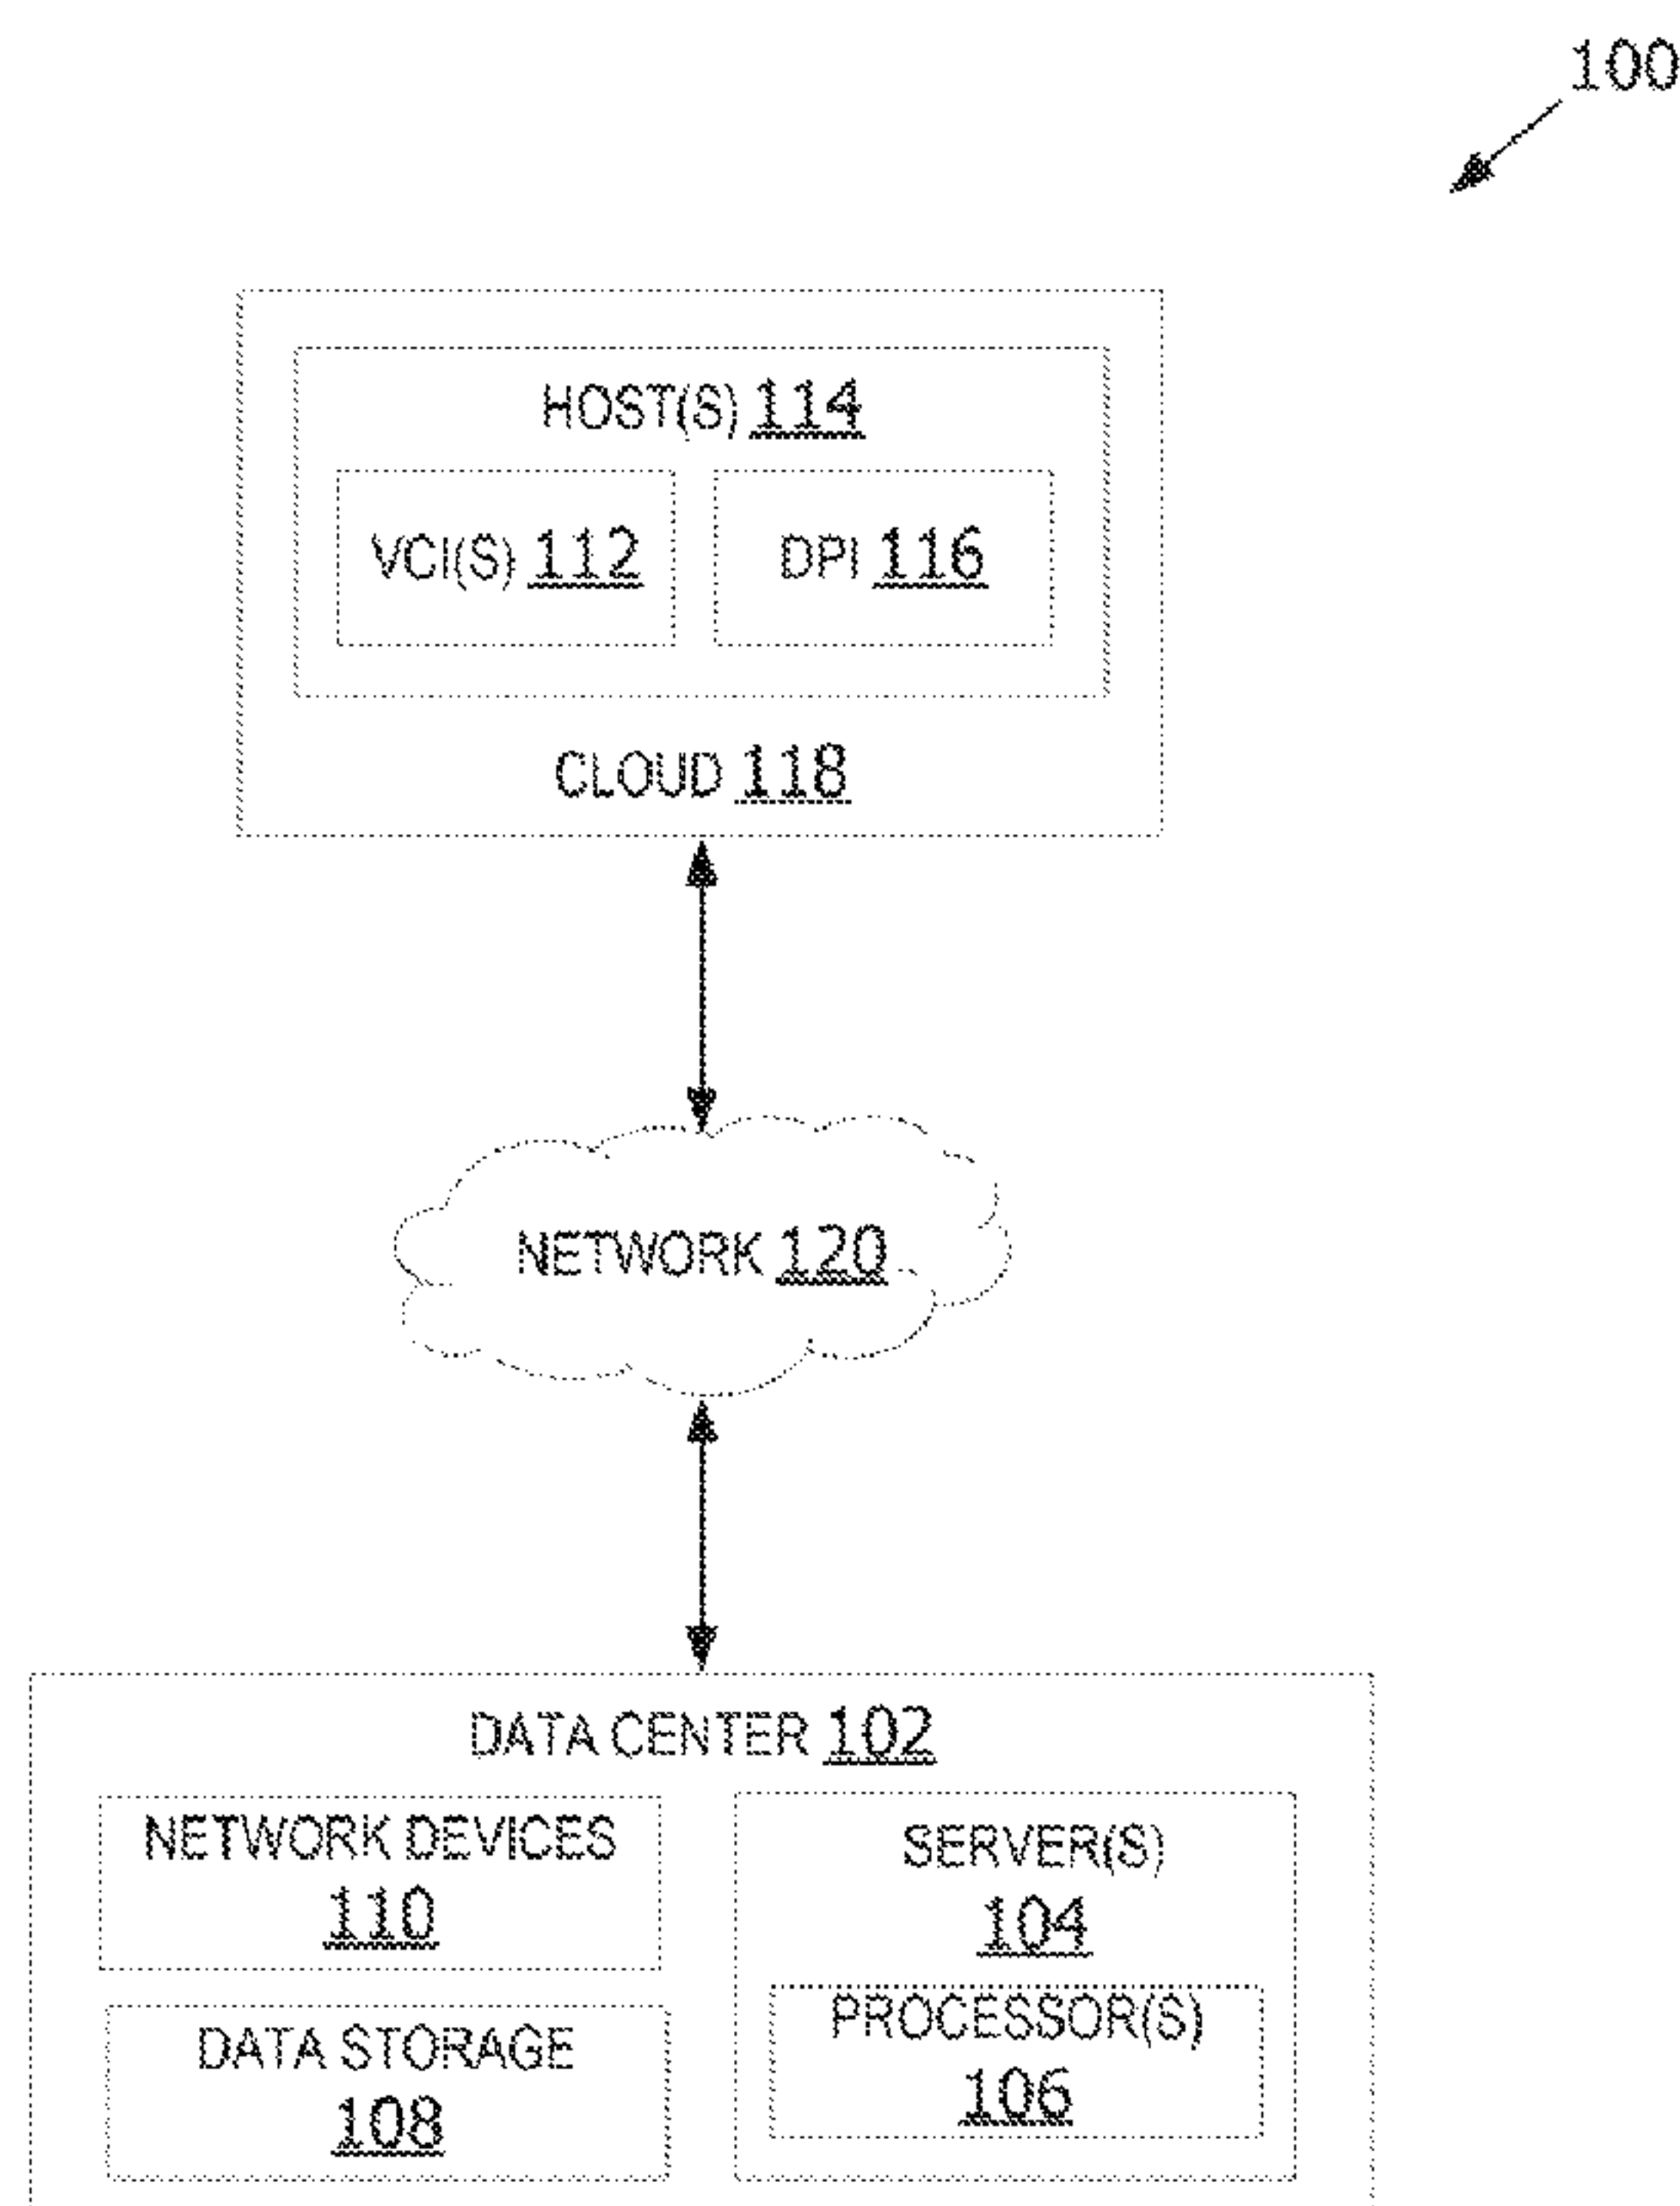 100
HOST(S) 114
VCI(S) 112
DPI 116
CLOUD 118
NETWORK 120
DATA CENTER 102
NETWORK DEVICES
110
SERVER(S)
104
DATA STORAGE
108
PROCESSOR(S)
106